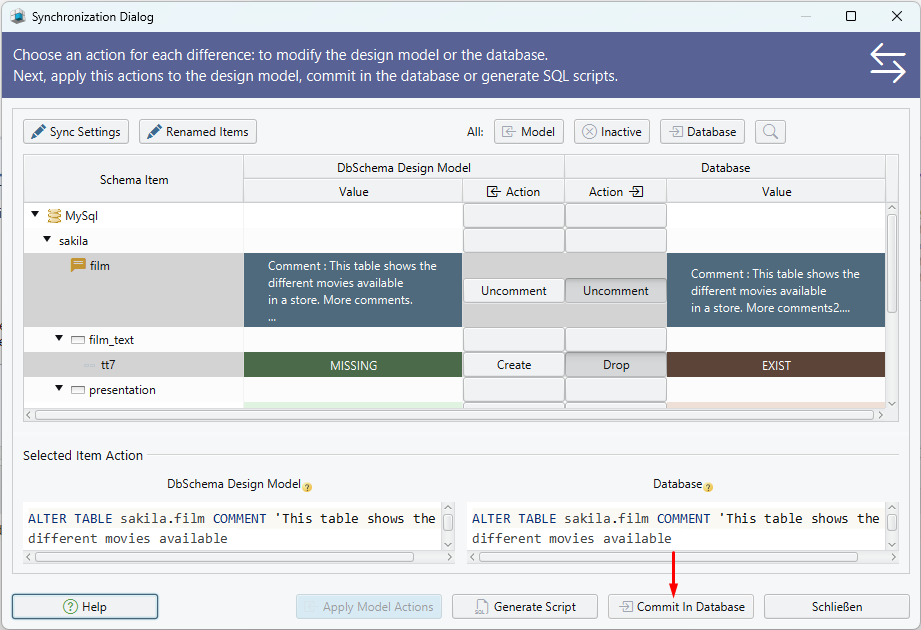 Synchronization Dialog
Choose an action for each difference: to modify the design model or the database.
Next, apply this actions to the design model, commit in the database or generate SQL scripts.
Sync Settings
Renamed Items
All:
Model
Inactive
Database
Schema Item
DbSchema Design Model
Database
Value
Action
Action
Value
MySql
sakila
film
Comment : This table shows the
different movies available
in a store. More comments.
...
Uncomment
Uncomment
Comment : This table shows the
different movies available
in a store. More comments2....
film_text
tt7
MISSING
Create
Drop
EXIST
presentation
Selected Item Action
DbSchema Design Model
Database
ALTER TABLE sakila.film COMMENT 'This table shows the
different movies available
ALTER TABLE sakila.film COMMENT 'This table shows the
different movies available
Help
Apply Model Actions
SQL
Generate Script
Commit In Database
Schließen